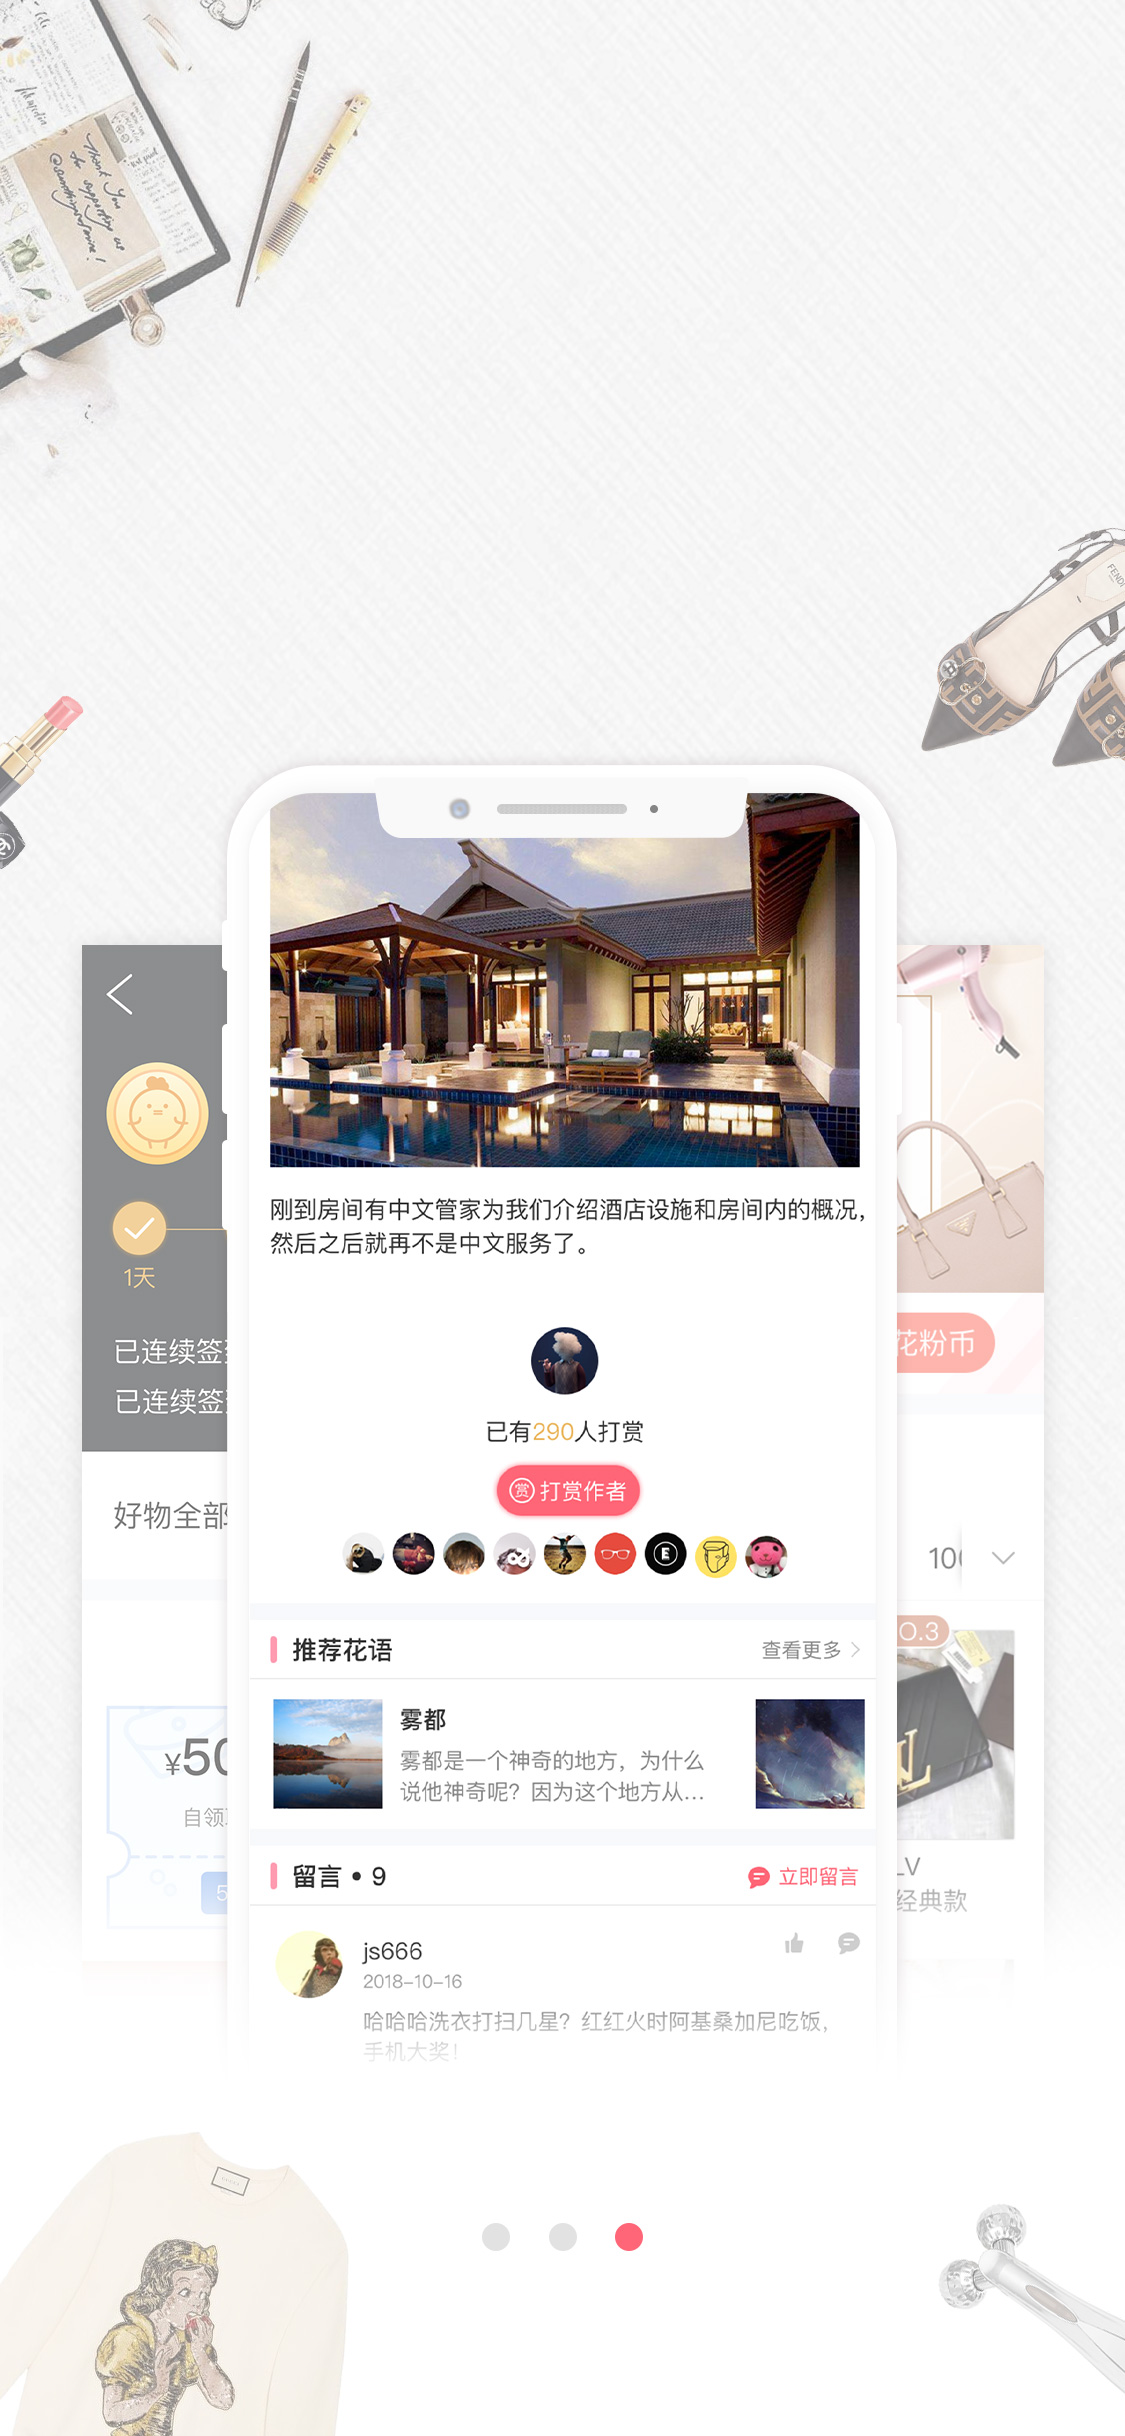 Thank You
SLINKY
FENDI
刚到房间有中文管家为我们介绍酒店设施和房间内的概况，
然后之后就再不是中文服务了。
1天
已连续签
已连续签
好物全部
¥50
自领
5
已有290人打赏
赏 打赏作者
E
推荐花语
查看更多
雾都
雾都是一个神奇的地方，为什么
说他神奇呢？因为这个地方从...
留言 • 9
立即留言
js666
2018-10-16
哈哈哈洗衣打扫几星？红红火时阿基桑加尼吃饭，
手机大奖！
花粉币
100
O.3
LV
经典款